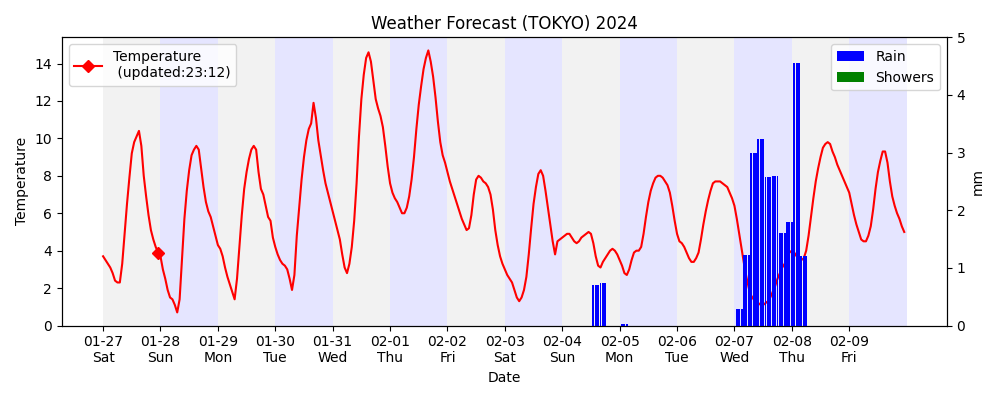 Weather Forecast (TOKYO) 2024
Temperature
(updated:23:12)
Rain
Showers
Temperature
14
12
10
8
6
4
2
0
5
4
3
2
1
0
mm
01-27 01-28 01-29 01-30 01-31 02-01 02-02 02-03 02-04 02-05 02-06 02-07 02-08 02-09
Sat Sun Mon Tue Wed Thu Fri Sat Sun Mon Tue Wed Thu Fri
Date